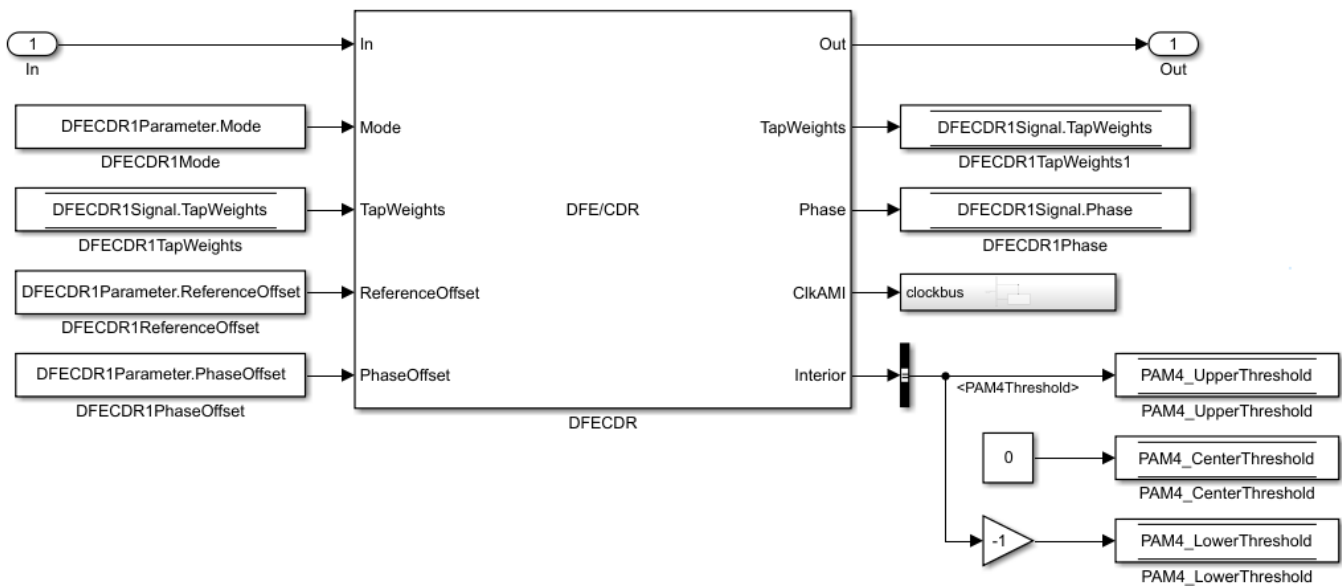 1
In
DFECDR1Parameter.Mode
DFECDR1Mode
DFECDR1Signal.TapWeights
DFECDR1TapWeights
DFECDR1Parameter.ReferenceOffset
DFECDR1ReferenceOffset
DFECDR1Parameter.PhaseOffset
DFECDR1PhaseOffset
In
Mode
TapWeights
ReferenceOffset
PhaseOffset
DFE/CDR
Out
TapWeights
Phase
ClkAMI
Interior
DFECDR
1
Out
DFECDR1Signal.TapWeights
DFECDR1TapWeights1
DFECDR1Signal.Phase
DFECDR1Phase
clockbus
<PAM4Threshold>
PAM4_UpperThreshold
PAM4_UpperThreshold
0
PAM4_CenterThreshold
PAM4_CenterThreshold
-1
PAM4_LowerThreshold
PAM4_LowerThreshold